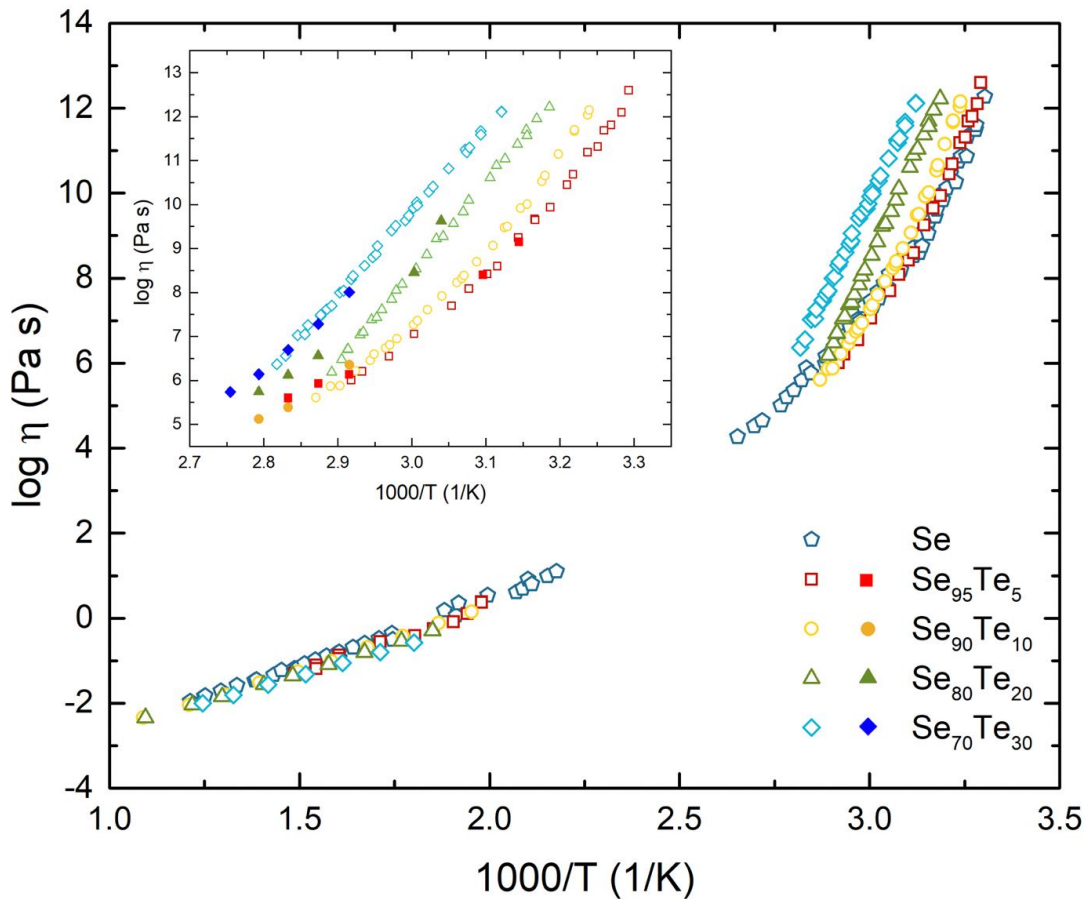 14
12
10
8
6
4
2
0
-2
-4
log η (Pa s)
1.0 1.5 2.0 2.5 3.0 3.5
1000/T (1/K)
13
12
11
10
9
8
7
6
5
log η (Pa s)
2.7 2.8 2.9 3.0 3.1 3.2 3.3
1000/T (1/K)
Se
Se₉₅Te₅
Se₉₀Te₁₀
Se₈₀Te₂₀
Se₇₀Te₃₀